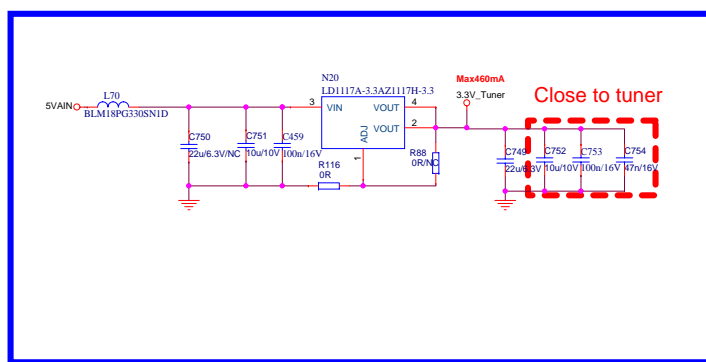 N20
LD1117A-3.3AZ1117H-3.3
Max460mA
3.3V_Tuner
Close to tuner
L70
5VAIN
BLM18PG330SN1D
3
VIN
VOUT
4
VOUT
2
ADJ
1
C750
22u/6.3V/NC
C751
10u/10V
C459
100n/16V
R116
0R
R88
0R/NC
C749
22u/6.3V
C752
10u/10V
C753
100n/16V
C754
47n/16V